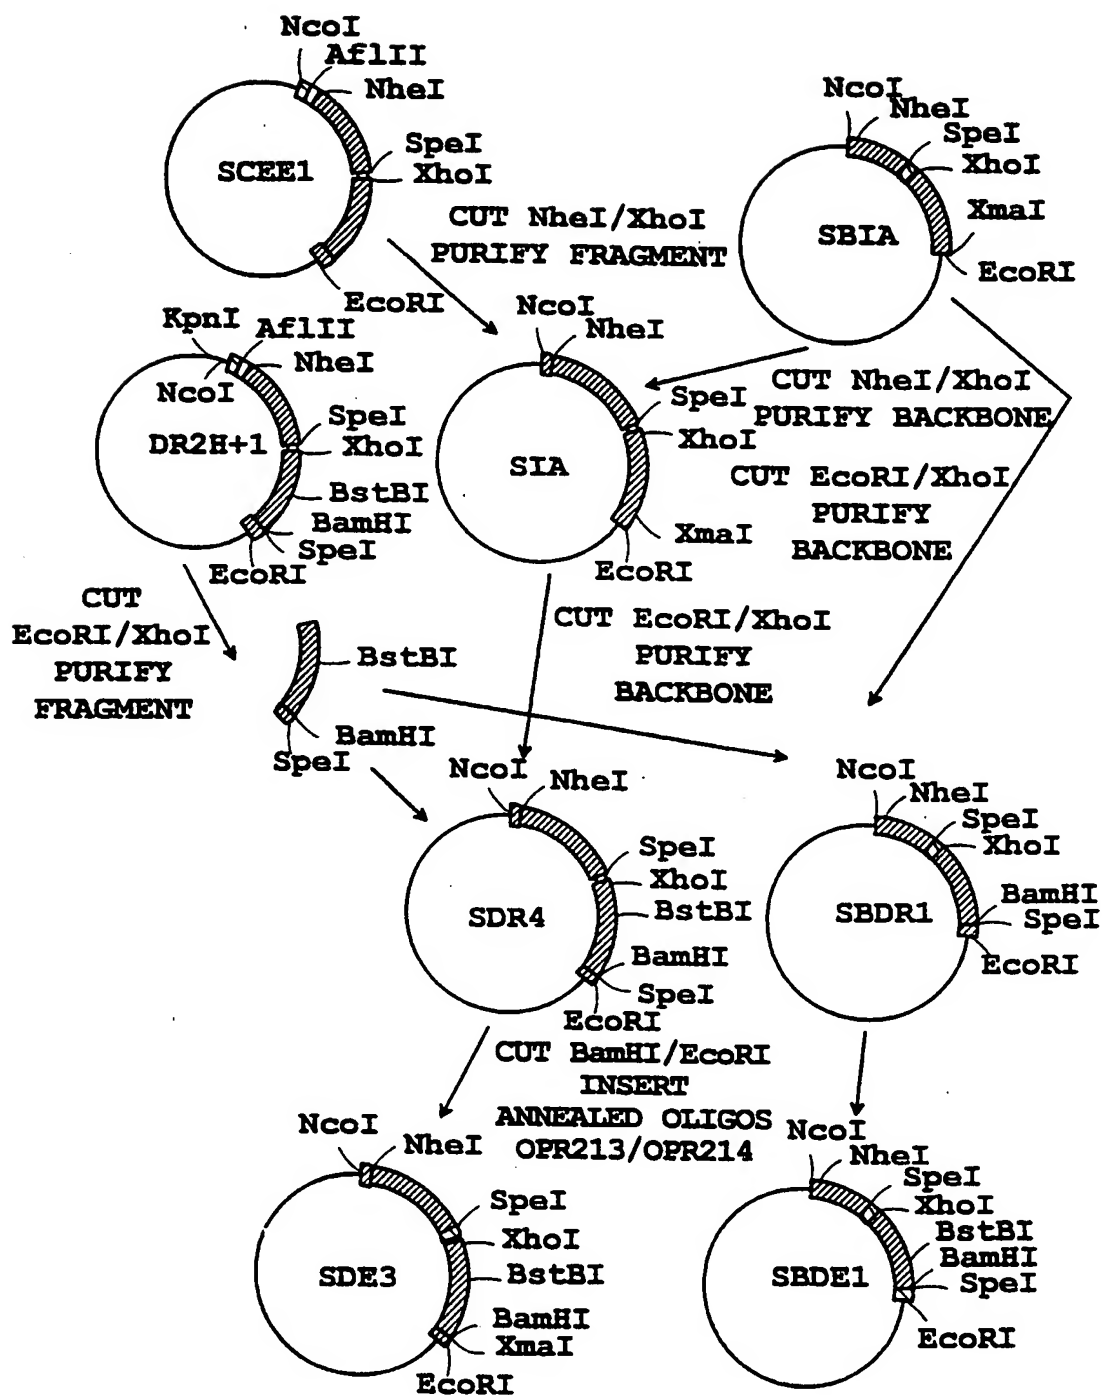 NcoI
AflII
NheI
SpeI
XhoI
SCEE1
EcoRI
CUT NheI/XhoI
PURIFY FRAGMENT
NcoI
NheI
SpeI
XhoI
XmaI
SBIA
EcoRI
KpnI
AflII
NheI
NcoI
SpeI
XhoI
DR2H+1
BstBI
BamHI
SpeI
EcoRI
NcoI
NheI
SpeI
XhoI
SIA
XmaI
EcoRI
CUT NheI/XhoI
PURIFY BACKBONE
CUT EcoRI/XhoI
PURIFY
BACKBONE
CUT
EcoRI/XhoI
PURIFY
FRAGMENT
CUT EcoRI/XhoI
PURIFY
BACKBONE
BstBI
BamHI
SpeI
NcoI
NheI
SpeI
XhoI
BstBI
SDR4
BamHI
SpeI
EcoRI
NcoI
NheI
SpeI
XhoI
SBDR1
BamHI
SpeI
EcoRI
CUT BamHI/EcoRI
INSERT
ANNEALED OLIGOS
OPR213/OPR214
NcoI
NheI
SpeI
XhoI
SDE3
BstBI
BamHI
XmaI
EcoRI
NcoI
NheI
SpeI
XhoI
BstBI
BamHI
SpeI
SBDE1
EcoRI